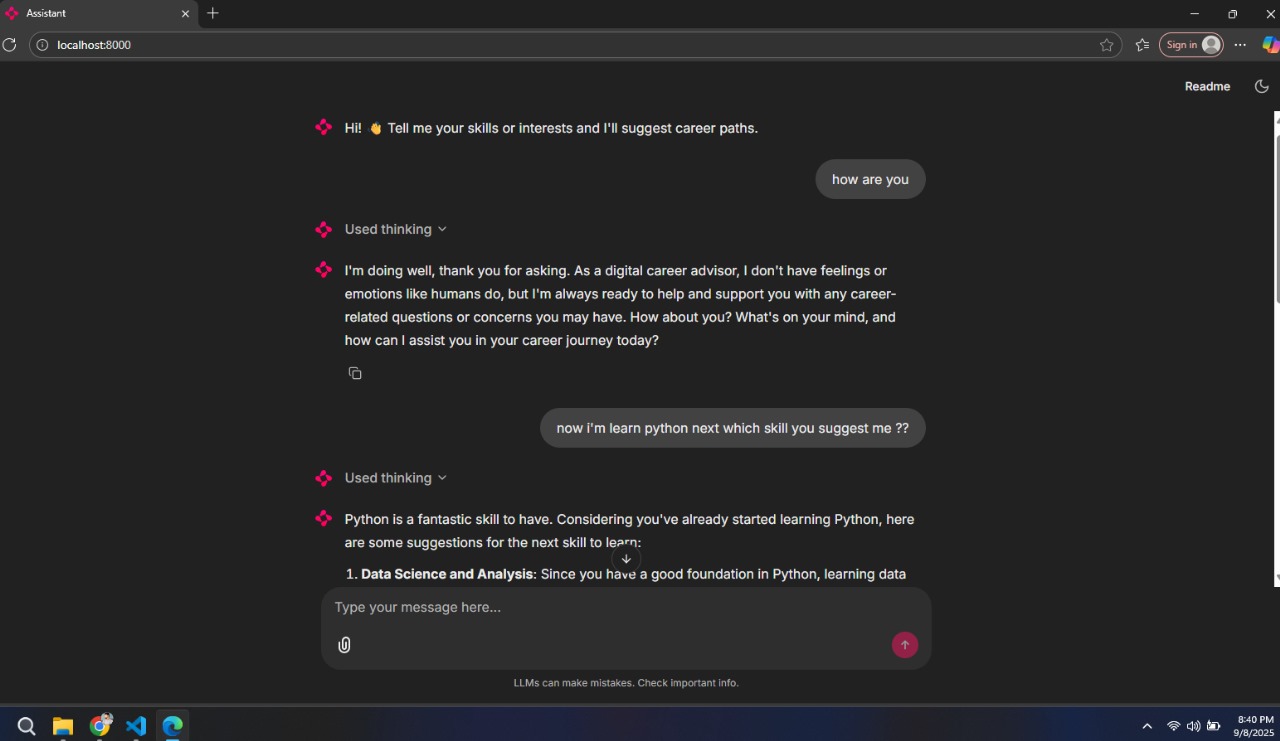 Assistant
localhost:8000
Sign in
Readme
Hi! 👋 Tell me your skills or interests and I'll suggest career paths.
how are you
Used thinking
I'm doing well, thank you for asking. As a digital career advisor, I don't have feelings or
emotions like humans do, but I'm always ready to help and support you with any career-
related questions or concerns you may have. How about you? What's on your mind, and
how can I assist you in your career journey today?
now i'm learn python next which skill you suggest me ??
Used thinking
Python is a fantastic skill to have. Considering you've already started learning Python, here
are some suggestions for the next skill to learn:
1. Data Science and Analysis: Since you have a good foundation in Python, learning data
Type your message here...
LLMs can make mistakes. Check important info.
8:40 PM
9/8/2025